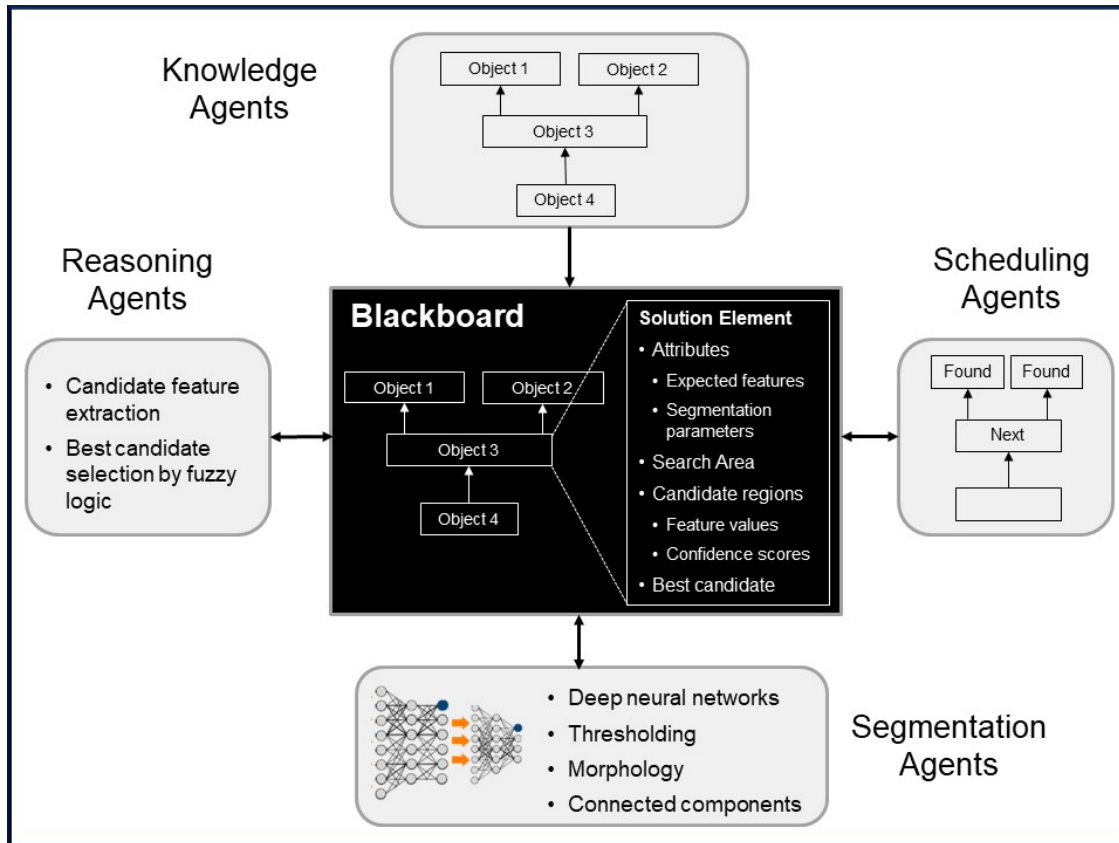 Knowledge
Agents
Object 1
Object 2
Object 3
Object 4
Reasoning
Agents
• Candidate feature
extraction
• Best candidate
selection by fuzzy
logic
Blackboard
Object 1
Object 2
Object 3
Object 4
Solution Element
• Attributes
• Expected features
• Segmentation
parameters
• Search Area
• Candidate regions
• Feature values
• Confidence scores
• Best candidate
Scheduling
Agents
Found
Found
Next
• Deep neural networks
• Thresholding
• Morphology
• Connected components
Segmentation
Agents